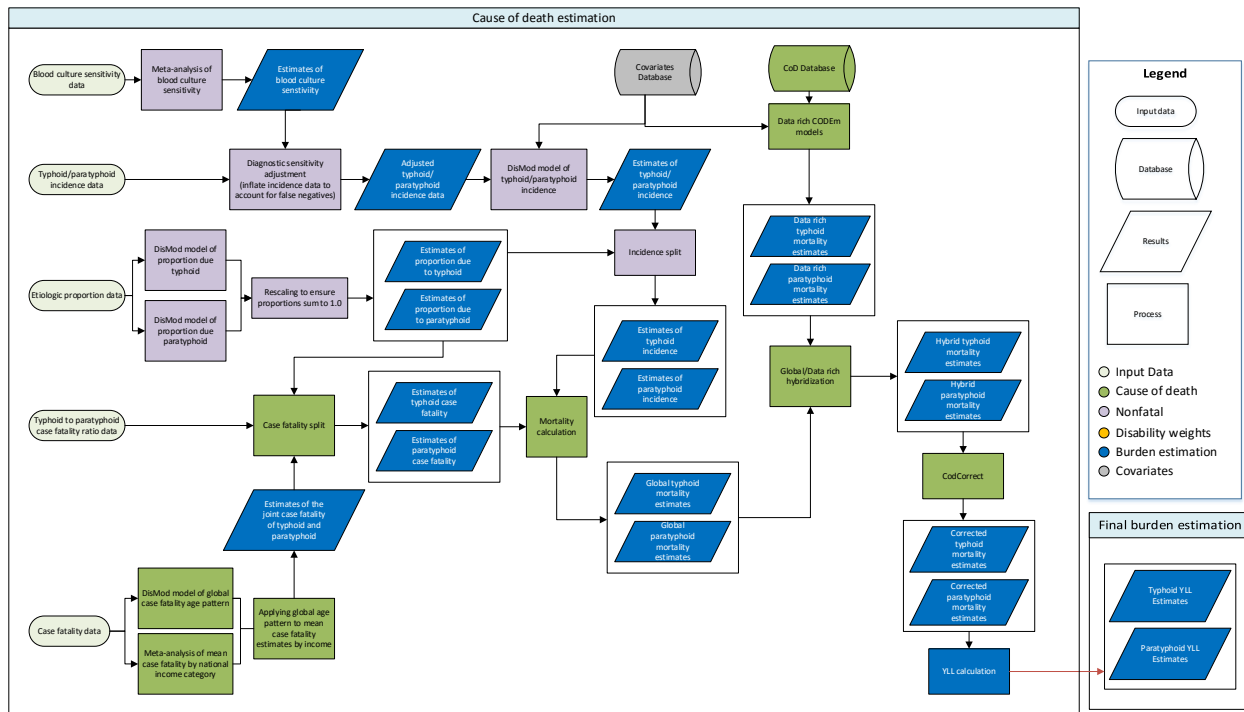 Cause of death estimation
Blood culture sensitivity
data
Meta-analysis of
blood culture
sensitivity
Estimates of
blood culture
senstiviity
Covariates
Database
CoD Database
Data rich CODEm
models
Typhoid/paratyphoid
incidence data
Diagnostic sensitivity
adjustment
(inflate incidence data to
account for false negatives)
Adjusted
typhoid/
paratyphoid
incidence data
DisMod model of
typhoid/paratyphoid
incidence
Estimates of
typhoid/
paratyphoid
incidence
Etiologic proportion data
DisMod model of
proportion due
typhoid
DisMod model of
proportion due
paratyphoid
Rescaling to ensure
proportions sum to 1.0
Estimates of
proportion due
to typhoid
Estimates of
proportion due
to paratyphoid
Incidence split
Data rich
typhoid
mortality
estimates
Data rich
paratyphoid
mortality
estimates
Estimates of
typhoid
incidence
Estimates of
paratyphoid
incidence
Global/Data rich
hybridization
Hybrid typhoid
mortality
estimates
Hybrid
paratyphoid
mortality
estimates
Typhoid to paratyphoid
case fatality ratio data
Case fatality split
Estimates of
typhoid case
fatality
Estimates of
paratyphoid
case fatality
Mortality
calculation
Global typhoid
mortality
estimates
Global
paratyphoid
mortality
estimates
CodCorrect
Estimates of the
joint case fatality
of typhoid and
paratyphoid
Corrected
typhoid
mortality
estimates
Corrected
paratyphoid
mortality
estimates
Case fatality data
DisMod model of global
case fatality age pattern
Meta-analysis of mean
case fatality by national
income category
Applying global age
pattern to mean
case fatality
estimates by income
YLL calculation
Legend
Input data
Database
Results
Process
Input Data
Cause of death
Nonfatal
Disability weights
Burden estimation
Covariates
Final burden estimation
Typhoid YLL
Estimates
Paratyphoid YLL
Estimates